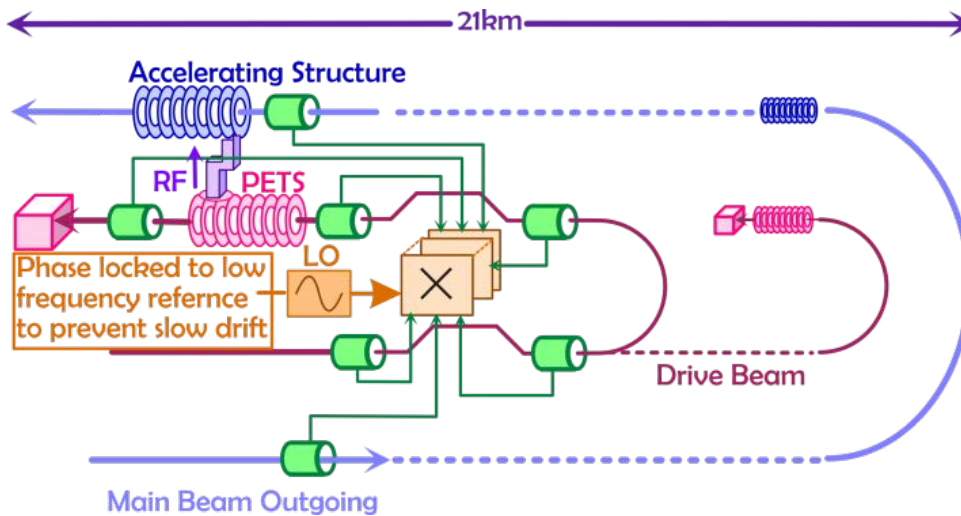 21km
Accelerating Structure
RF
PETS
LO
Phase locked to low
frequency refernce
to prevent slow drift
Drive Beam
Main Beam Outgoing